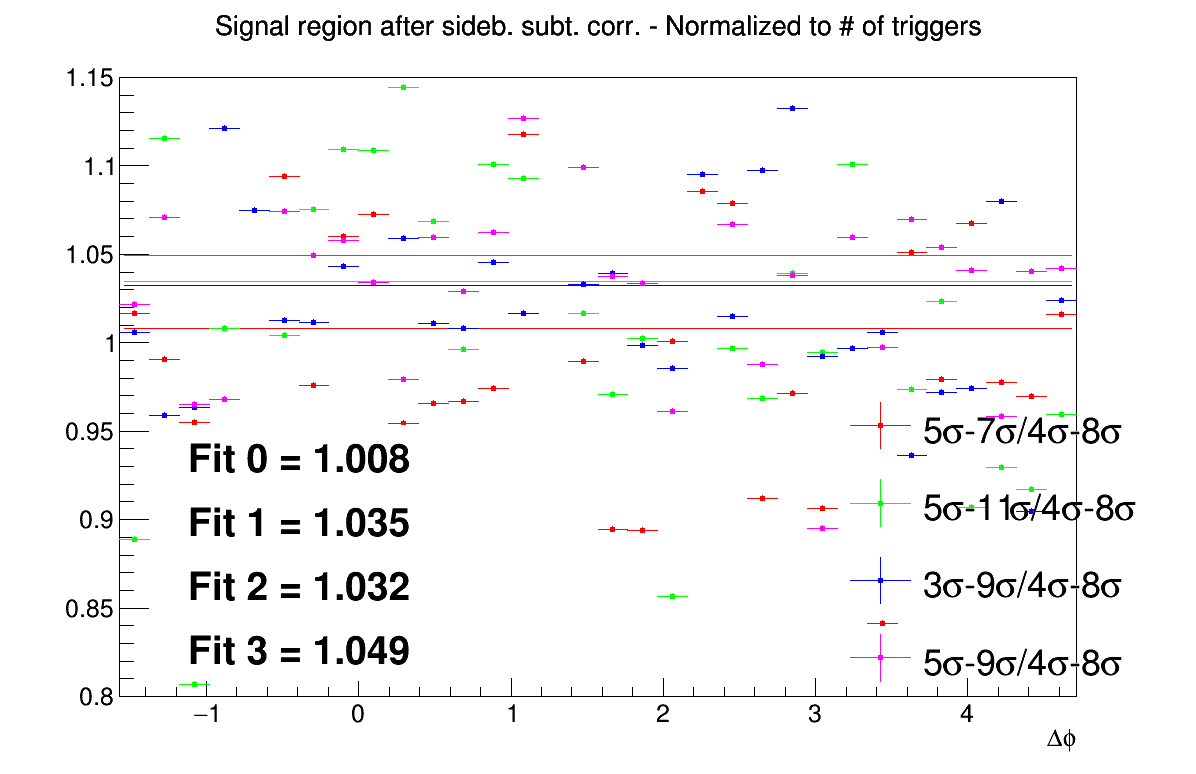 Signal region after sideb. subt. corr. - Normalized to # of triggers
1.15
1.1
1.05
1
0.95
0.9
0.85
0.8
Fit 0 = 1.008
Fit 1 = 1.035
Fit 2 = 1.032
Fit 3 = 1.049
5σ-7σ/4σ-8σ
5σ-11σ/4σ-8σ
3σ-9σ/4σ-8σ
5σ-9σ/4σ-8σ
−1 0 1 2 3 4
Δϕ